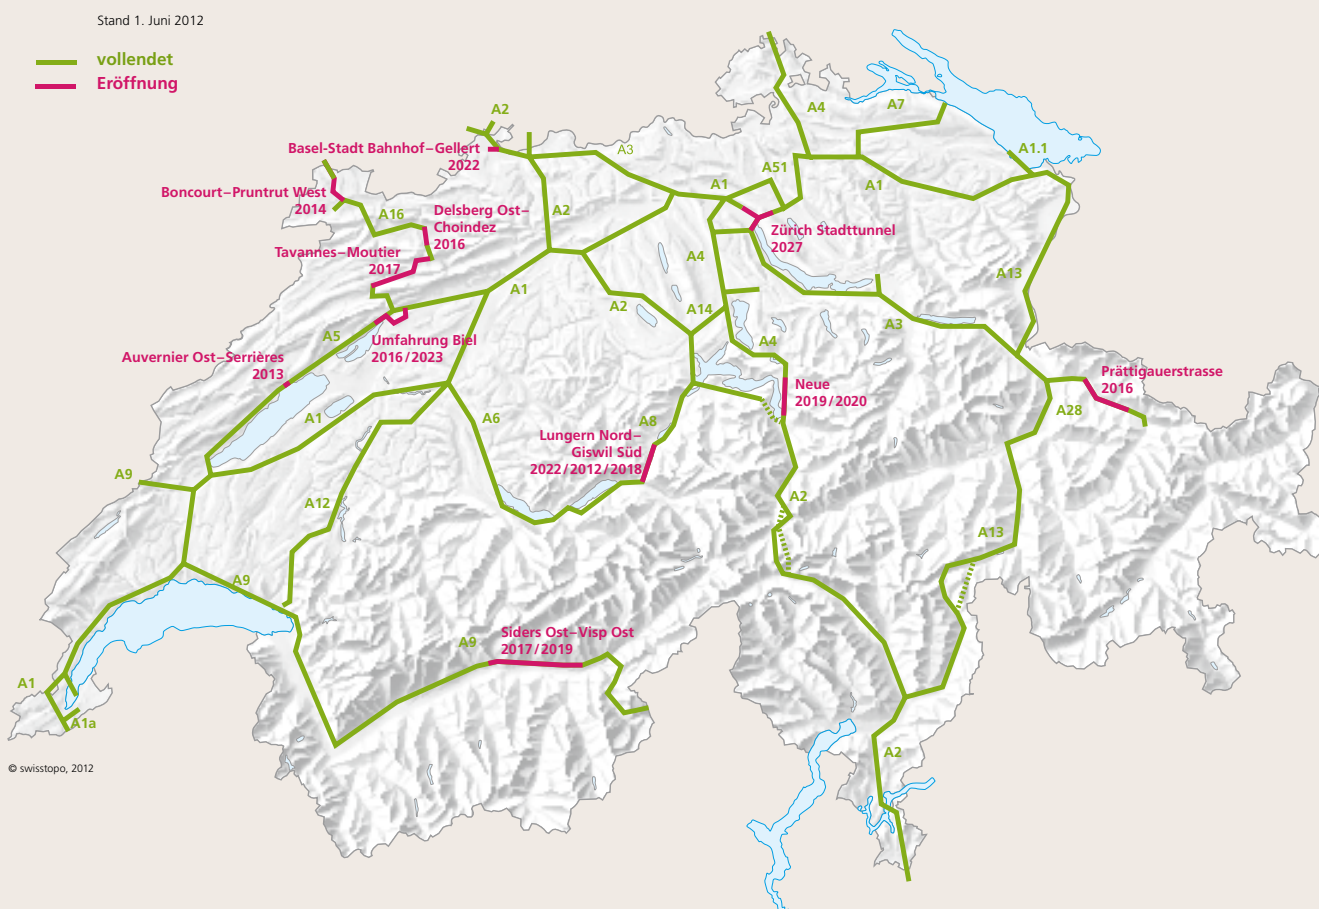 Stand 1. Juni 2012
vollendet
Eröffnung
A2
A4
A7
Basel-Stadt Bahnhof–Gellert
2022
A3
A1.1
A51
A1
A1
Boncourt–Pruntrut West
2014
A16
Delsberg Ost–
Choindez
2016
A2
Zürich Stadttunnel
2027
Tavannes–Moutier
2017
A4
A13
A1
A2
A14
A3
A5
Umfahrung Biel
2016/2023
A4
Auvernier Ost–Serrières
2013
Prättigauerstrasse
2016
Neue
2019/2020
A28
A1
A6
A8
Lungern Nord–
Giswil Süd
2022/2012/2018
A9
A12
A2
A13
A9
Siders Ost–Visp Ost
2017/2019
A9
A1
A1a
A2
© swisstopo, 2012